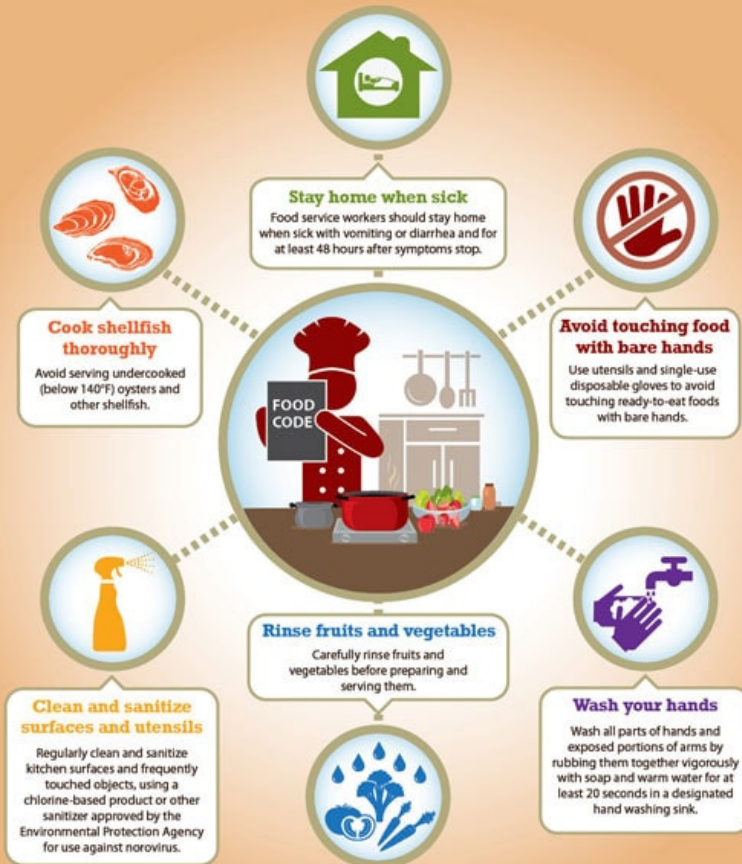 Stay home when sick
Food service workers should stay home
when sick with vomiting or diarrhea and for
at least 48 hours after symptoms stop.
Cook shellfish
thoroughly
Avoid serving undercooked
(below 140°F) oysters and
other shellfish.
FOOD
CODE
Avoid touching food
with bare hands
Use utensils and single-use
disposable gloves to avoid
touching ready-to-eat foods
with bare hands.
Clean and sanitize
surfaces and utensils
Regularly clean and sanitize
kitchen surfaces and frequently
touched objects, using a
chlorine-based product or other
sanitizer approved by the
Environmental Protection Agency
for use against norovirus.
Rinse fruits and vegetables
Carefully rinse fruits and
vegetables before preparing and
serving them.
Wash your hands
Wash all parts of hands and
exposed portions of arms by
rubbing them together vigorously
with soap and warm water for at
least 20 seconds in a designated
hand washing sink.